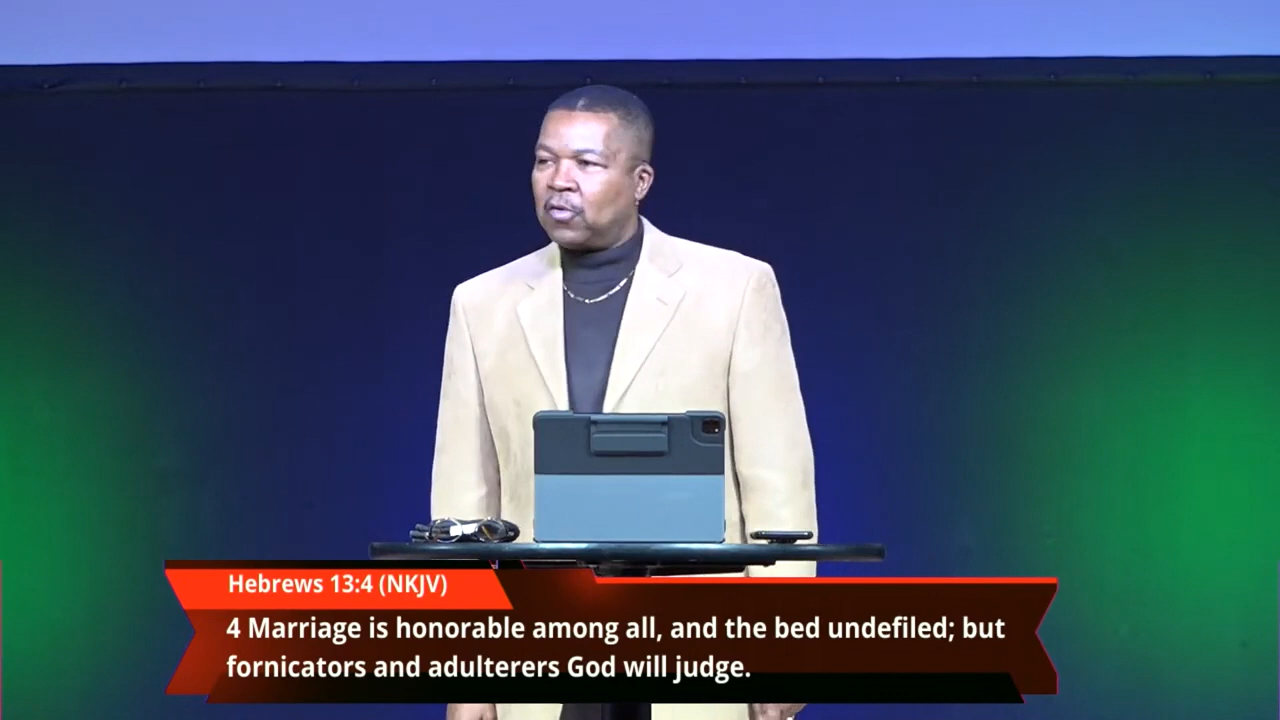 Hebrews 13:4 (NKJV)
4 Marriage is honorable among all, and the bed undefiled; but
fornicators and adulterers God will judge.